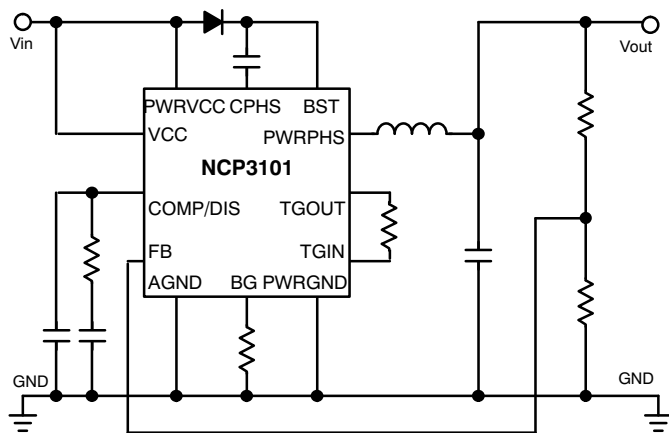 Vin
Vout
PWRVCC CPHS BST
VCC
PWRPHS
NCP3101
COMP/DIS
TGOUT
FB
TGIN
AGND BG PWRGND
GND
GND